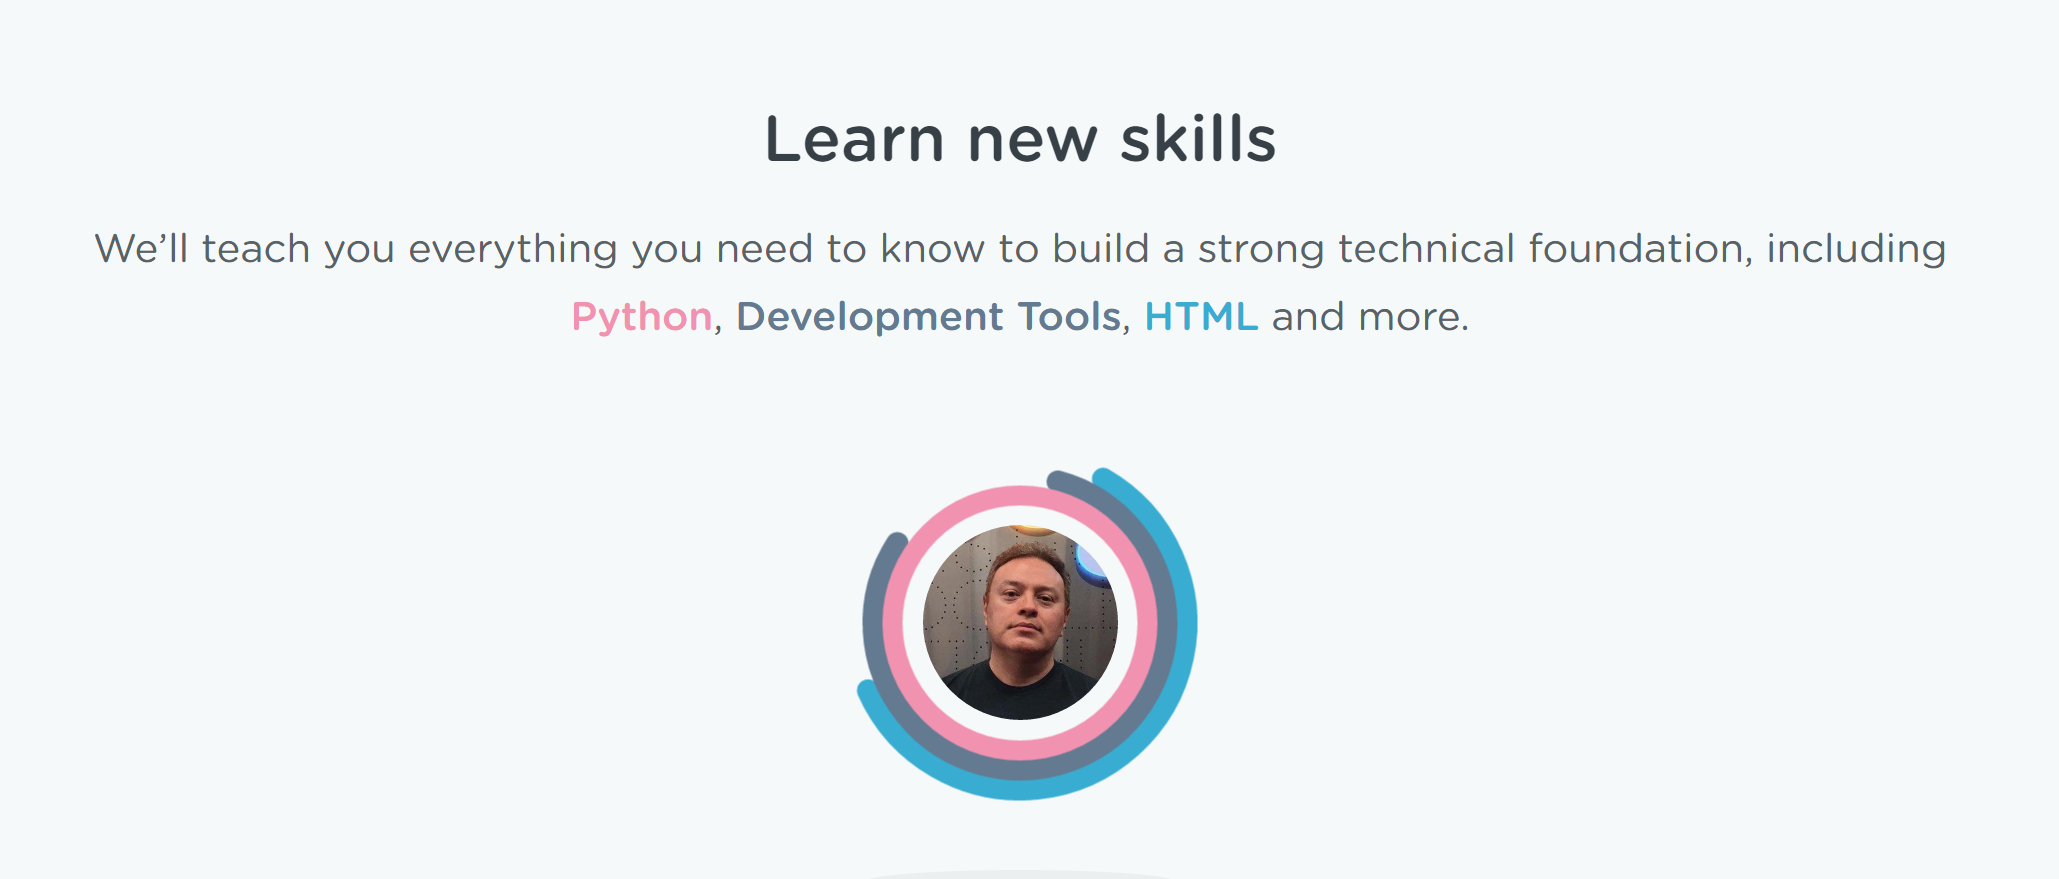 Learn new skills
We’ll teach you everything you need to know to build a strong technical foundation, including
Python, Development Tools, HTML and more.